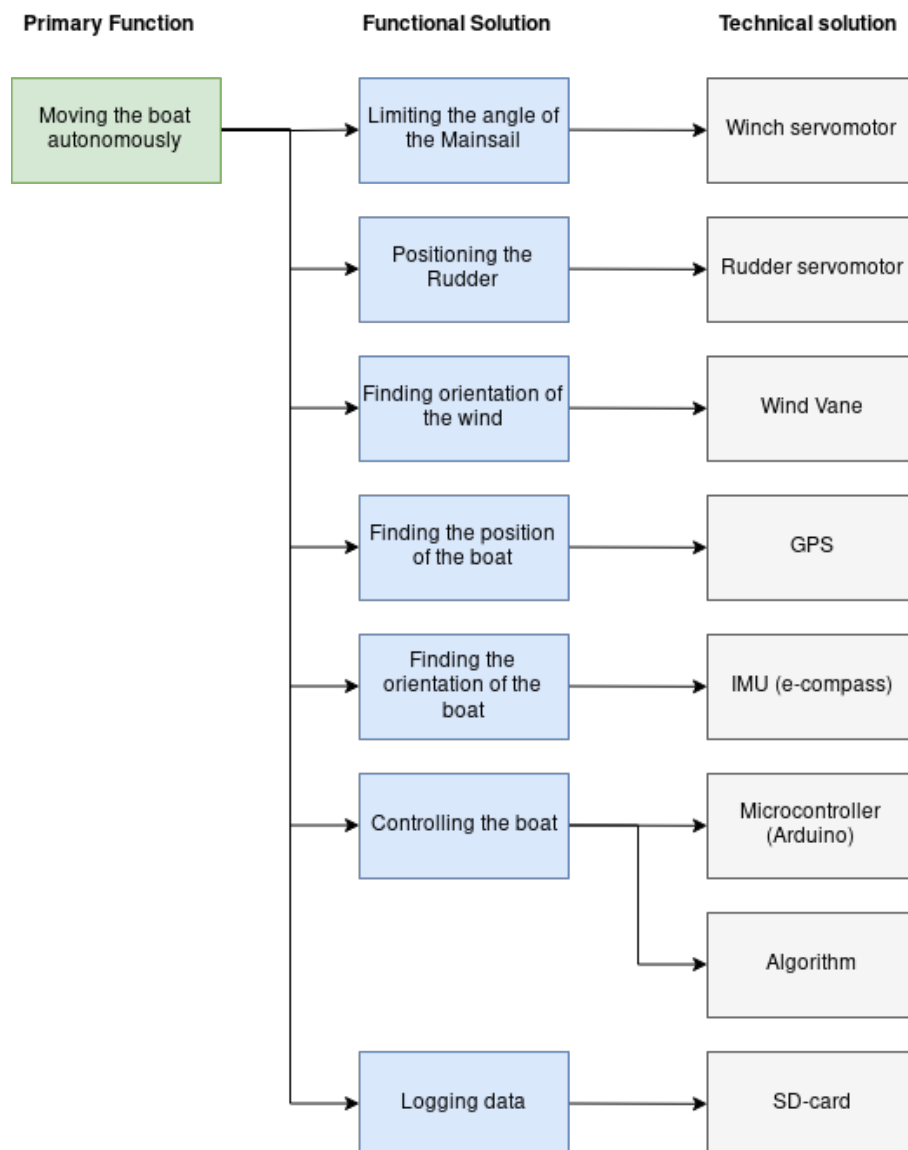 Primary Function
Functional Solution
Technical solution
Moving the boat
autonomously
Limiting the angle of
the Mainsail
Winch servomotor
Positioning the
Rudder
Rudder servomotor
Finding orientation of
the wind
Wind Vane
Finding the position
of the boat
GPS
Finding the
orientation of the
boat
IMU (e-compass)
Controlling the boat
Microcontroller
(Arduino)
Algorithm
Logging data
SD-card